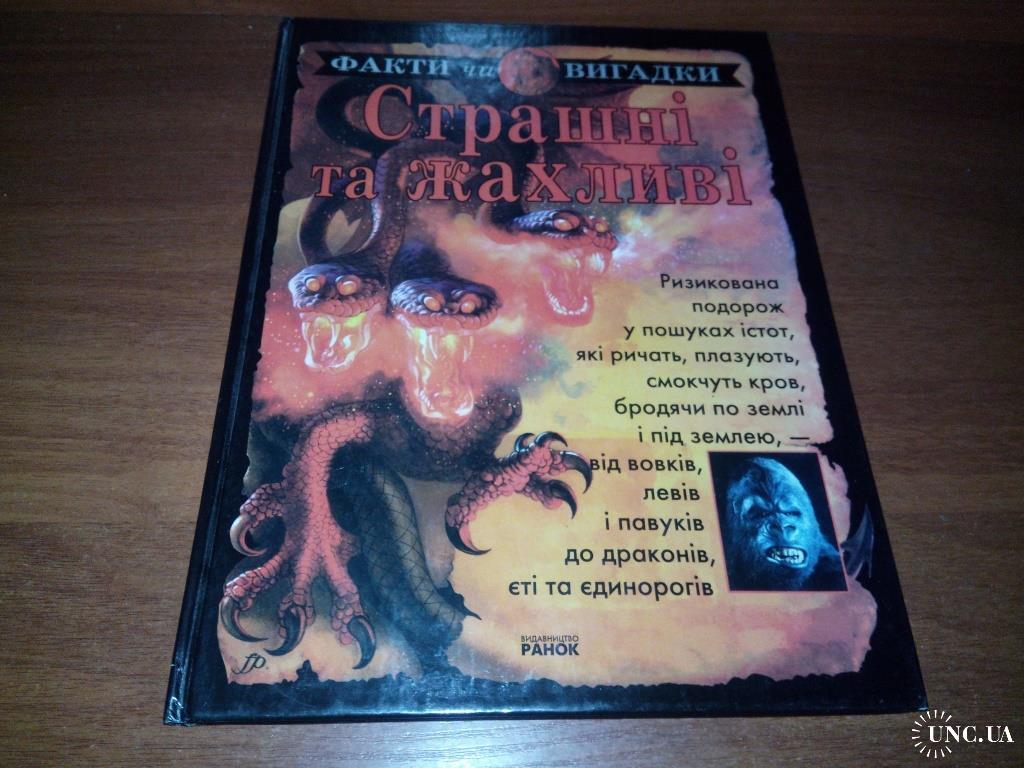 ФАКТИ чи ВИГАДКИ
Страшні
та жахливі
Ризикована
подорож
у пошуках істот,
які ричать, плазують,
смокчуть кров,
бродячи по землі
і під землею, —
від вовків,
левів
і павуків
до драконів,
єті та єдинорогів
ВИДАВНИЦТВО
РАНОК
fp.
UNC.UA